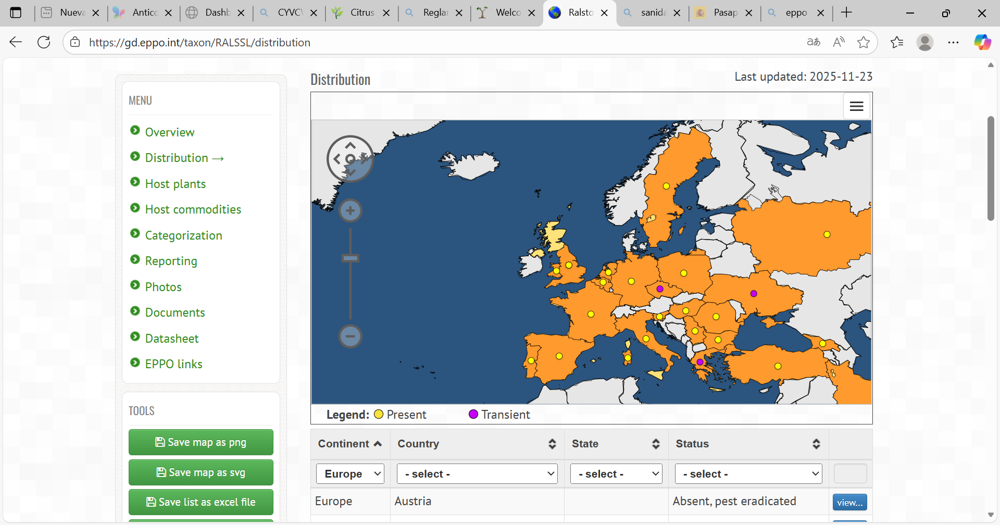 Nueva
Antico
Dashb
CYVCV
Citrus
Reglar
Welco
Ralsto
sanida
Pasap
eppo
https://gd.eppo.int/taxon/RALSSL/distribution
MENU
Overview
Distribution →
Host plants
Host commodities
Categorization
Reporting
Photos
Documents
Datasheet
EPPO links
TOOLS
Save map as png
Save map as svg
Save list as excel file
Distribution
Last updated: 2025-11-23
Legend: Present Transient
Continent Country State Status
Europe - select - - select - - select -
Europe Austria Absent, pest eradicated view...